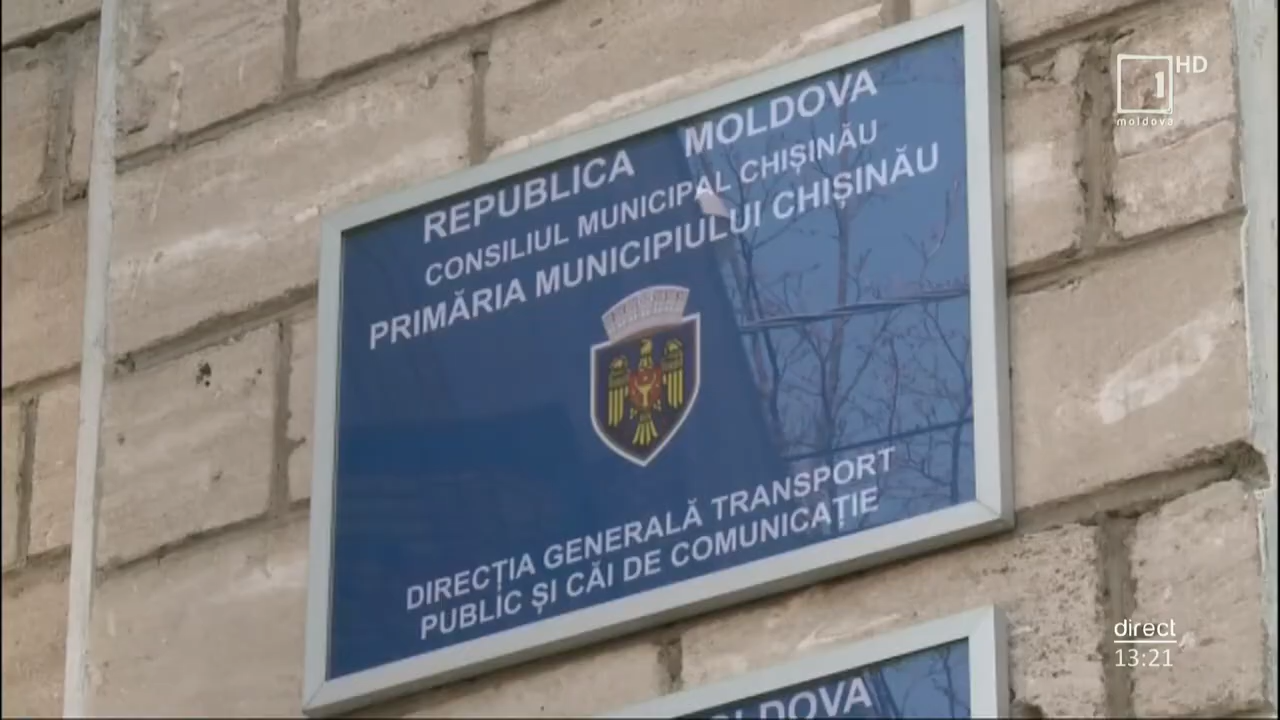 REPUBLICA MOLDOVA
CONSILIUL MUNICIPAL CHIȘINĂU
PRIMĂRIA MUNICIPIULUI CHIȘINĂU
DIRECȚIA GENERALĂ TRANSPORT
PUBLIC ȘI CĂI DE COMUNICAȚIE
MOLDOVA
1 HD
moldova
direct
13:21